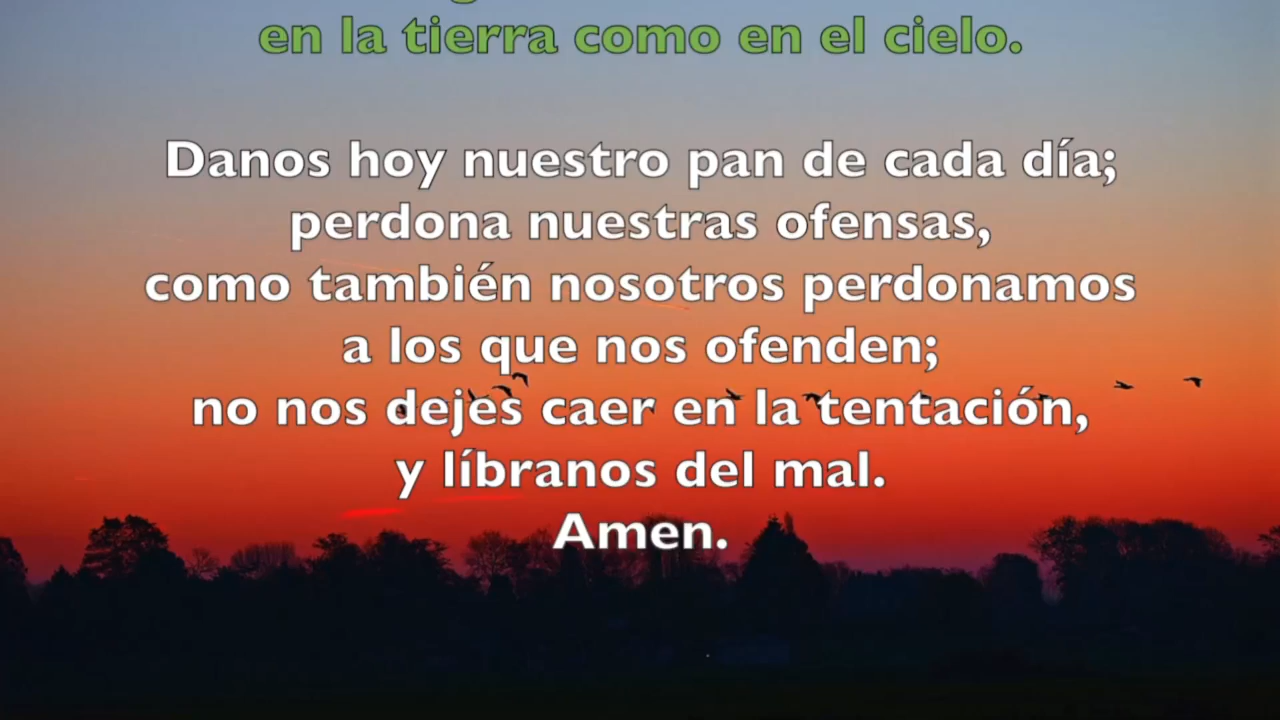 en la tierra como en el cielo.
Danos hoy nuestro pan de cada día;
perdona nuestras ofensas,
como también nosotros perdonamos
a los que nos ofenden;
no nos dejes caer en la tentación,
y líbranos del mal.
Amen.